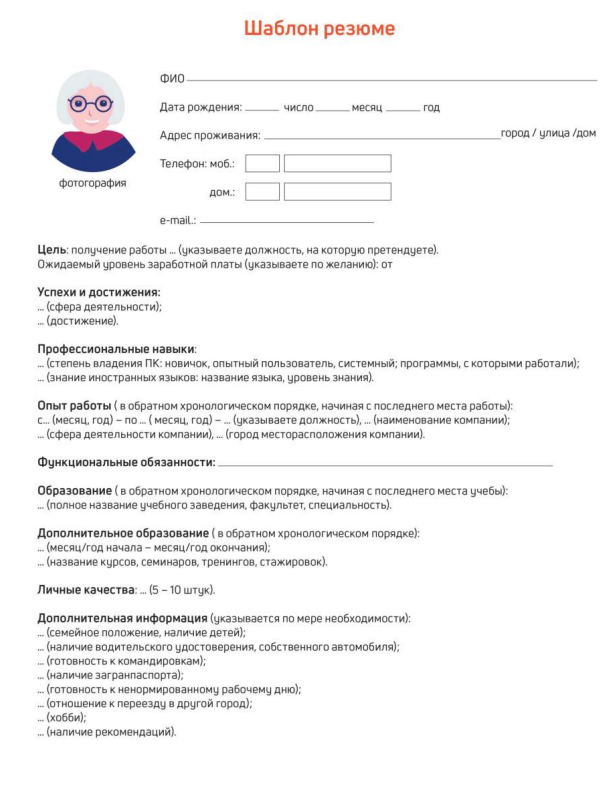 Шаблон резюме
ФИО
Дата рождения: число месяц год
Адрес проживания: город / улица /дом
Телефон: моб.:
фотогорафия
дом.:
e-mail.:
Цель: получение работы ... (указываете должность, на которую претендуете).
Ожидаемый уровень заработной платы (указываете по желанию): от
Успехи и достижения:
... (сфера деятельности);
... (достижение).
Профессиональные навыки:
... (степень владения ПК: новичок, опытный пользователь, системный; программы, с которыми работали);
... (знание иностранных языков: название языка, уровень знания).
Опыт работы ( в обратном хронологическом порядке, начиная с последнего места работы):
с... (месяц, год) – по ... ( месяц, год) – ... (указываете должность), ... (наименование компании);
... (сфера деятельности компании), ... (город месторасположения компании).
Функциональные обязанности:
Образование ( в обратном хронологическом порядке, начиная с последнего места учебы):
... (полное название учебного заведения, факультет, специальность).
Дополнительное образование ( в обратном хронологическом порядке):
... (месяц/год начала – месяц/год окончания);
... (название курсов, семинаров, тренингов, стажировок).
Личные качества: ... (5 – 10 штук).
Дополнительная информация (указывается по мере необходимости):
... (семейное положение, наличие детей);
... (наличие водительского удостоверения, собственного автомобиля);
... (готовность к командировкам);
... (наличие загранпаспорта);
... (готовность к ненормированному рабочему дню);
... (отношение к переезду в другой город);
... (хобби);
... (наличие рекомендаций).